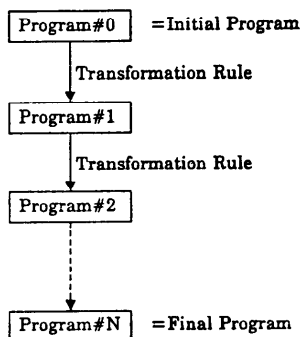 Program#0 =Initial Program
Transformation Rule
Program#1
Transformation Rule
Program#2
Program#N =Final Program